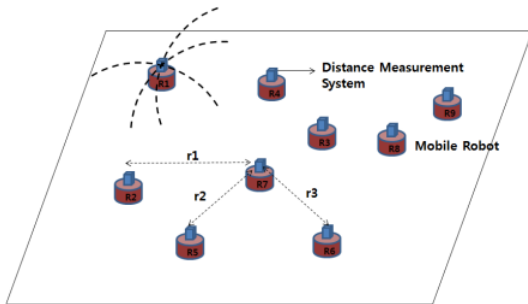 R1
R4
Distance Measurement
System
R9
R3
R8
Mobile Robot
r1
R2
R7
r2
r3
R5
R6